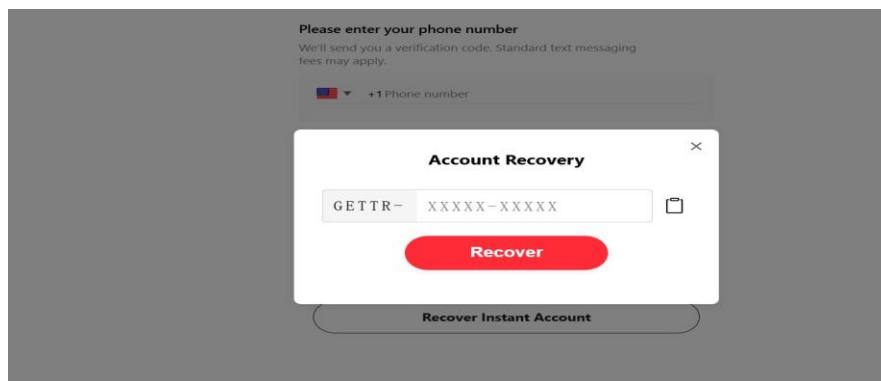 Please enter your phone number
We'll send you a verification code. Standard text messaging
fees may apply.
+1 Phone number
Account Recovery
GETTR- XXXXX-XXXXX
Recover
Recover Instant Account